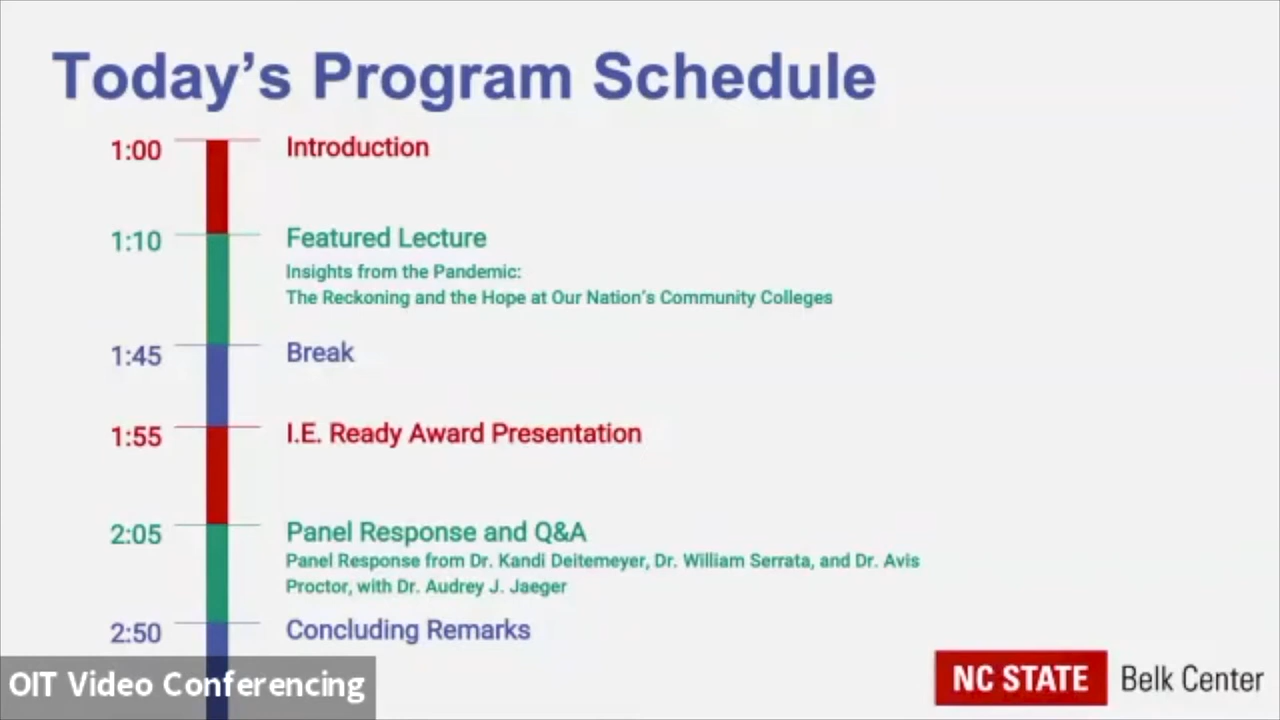 Today’s Program Schedule
1:00 Introduction
1:10 Featured Lecture
Insights from the Pandemic:
The Reckoning and the Hope at Our Nation’s Community Colleges
1:45 Break
1:55 I.E. Ready Award Presentation
2:05 Panel Response and Q&A
Panel Response from Dr. Kandi Deitemeyer, Dr. William Serrata, and Dr. Avis
Proctor, with Dr. Audrey J. Jaeger
2:50 Concluding Remarks
OIT Video Conferencing
NC STATE Belk Center